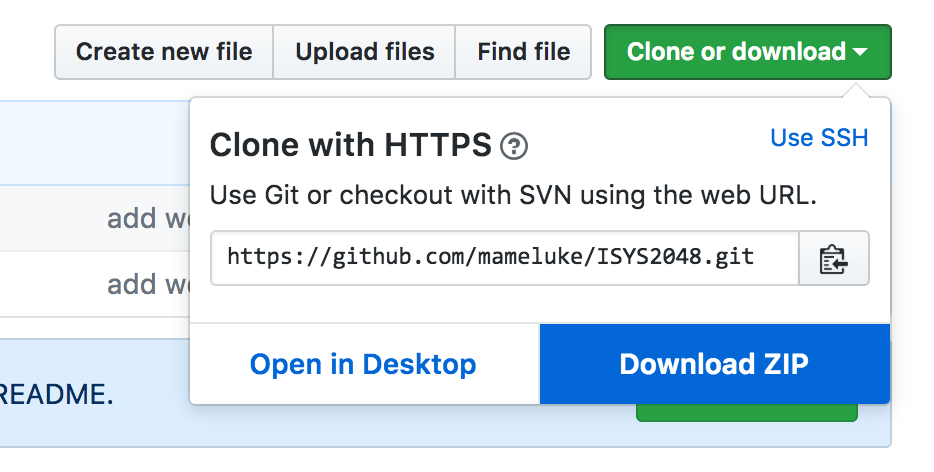 Create new file
Upload files
Find file
Clone or download
Clone with HTTPS
Use SSH
Use Git or checkout with SVN using the web URL.
add
https://github.com/mameluke/ISYS2048.git
add
Open in Desktop
Download ZIP
README.